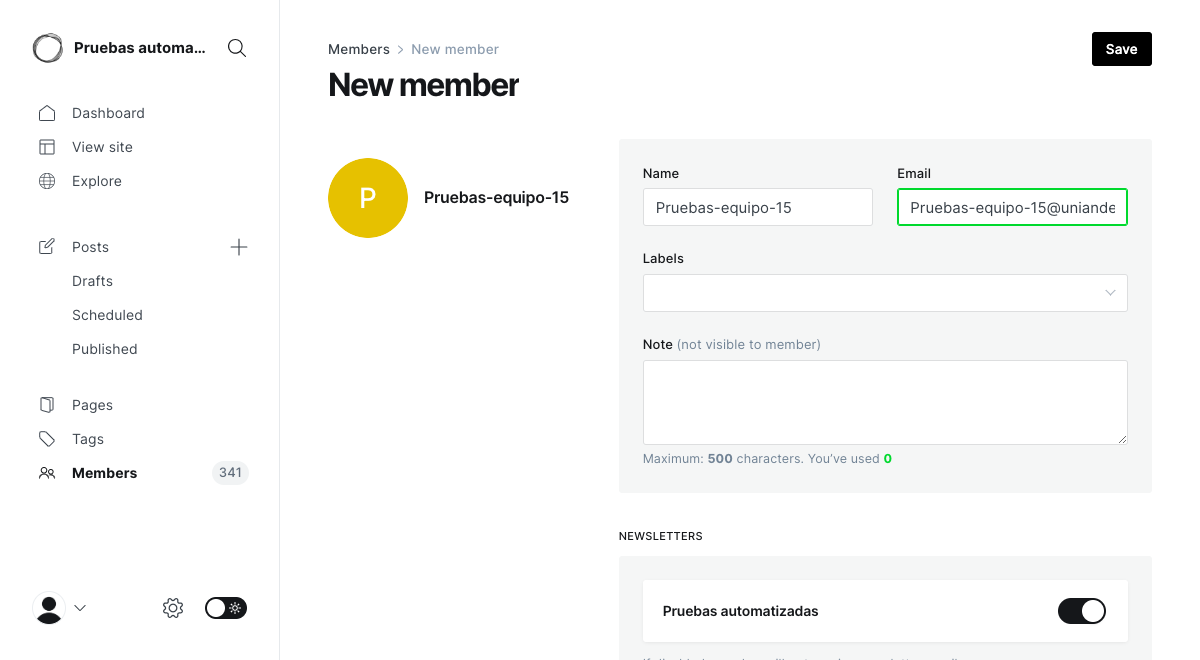 Pruebas automa...
Dashboard
View site
Explore
Posts
Drafts
Scheduled
Published
Pages
Tags
Members 341
Members > New member
New member
Save
P
Pruebas-equipo-15
Name
Pruebas-equipo-15
Email
Pruebas-equipo-15@uniande
Labels
Note (not visible to member)
Maximum: 500 characters. You’ve used 0
NEWSLETTERS
Pruebas automatizadas